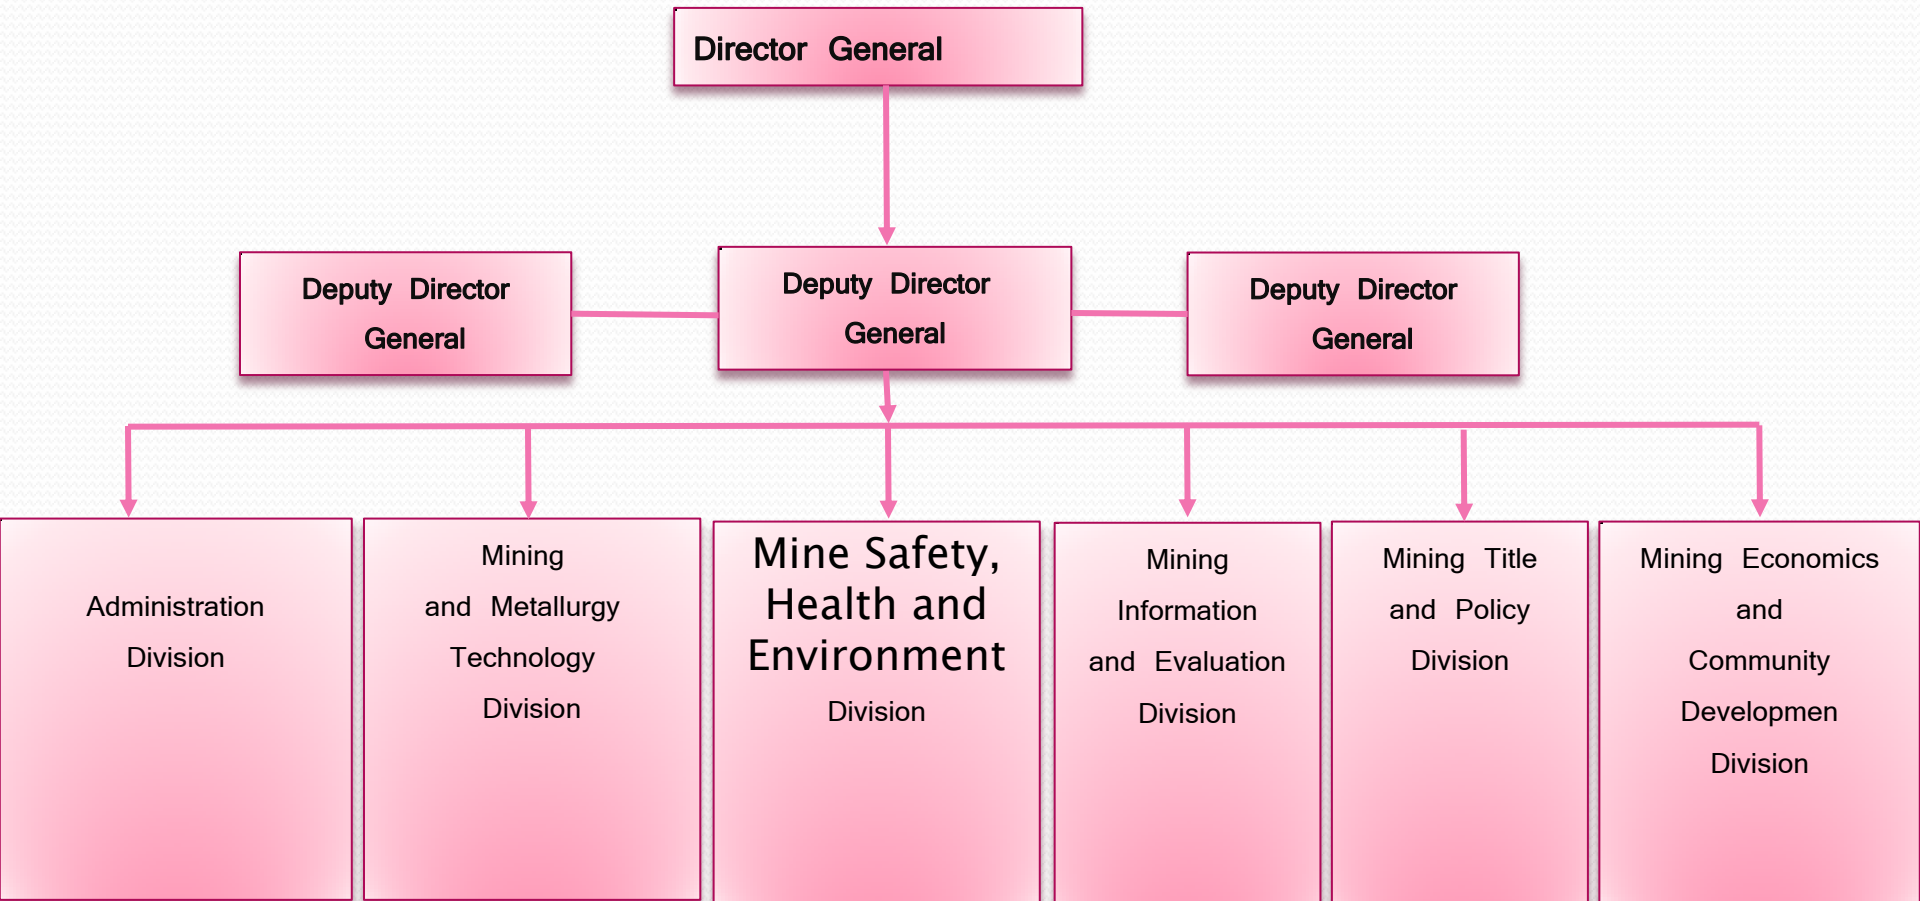 Director General
Deputy Director
General
Deputy Director
General
Deputy Director
General
Administration
Division
Mining
and Metallurgy
Technology
Division
Mine Safety,
Health and
Environment
Division
Mining
Information
and Evaluation
Division
Mining Title
and Policy
Division
Mining Economics
and
Community
Developmen
Division